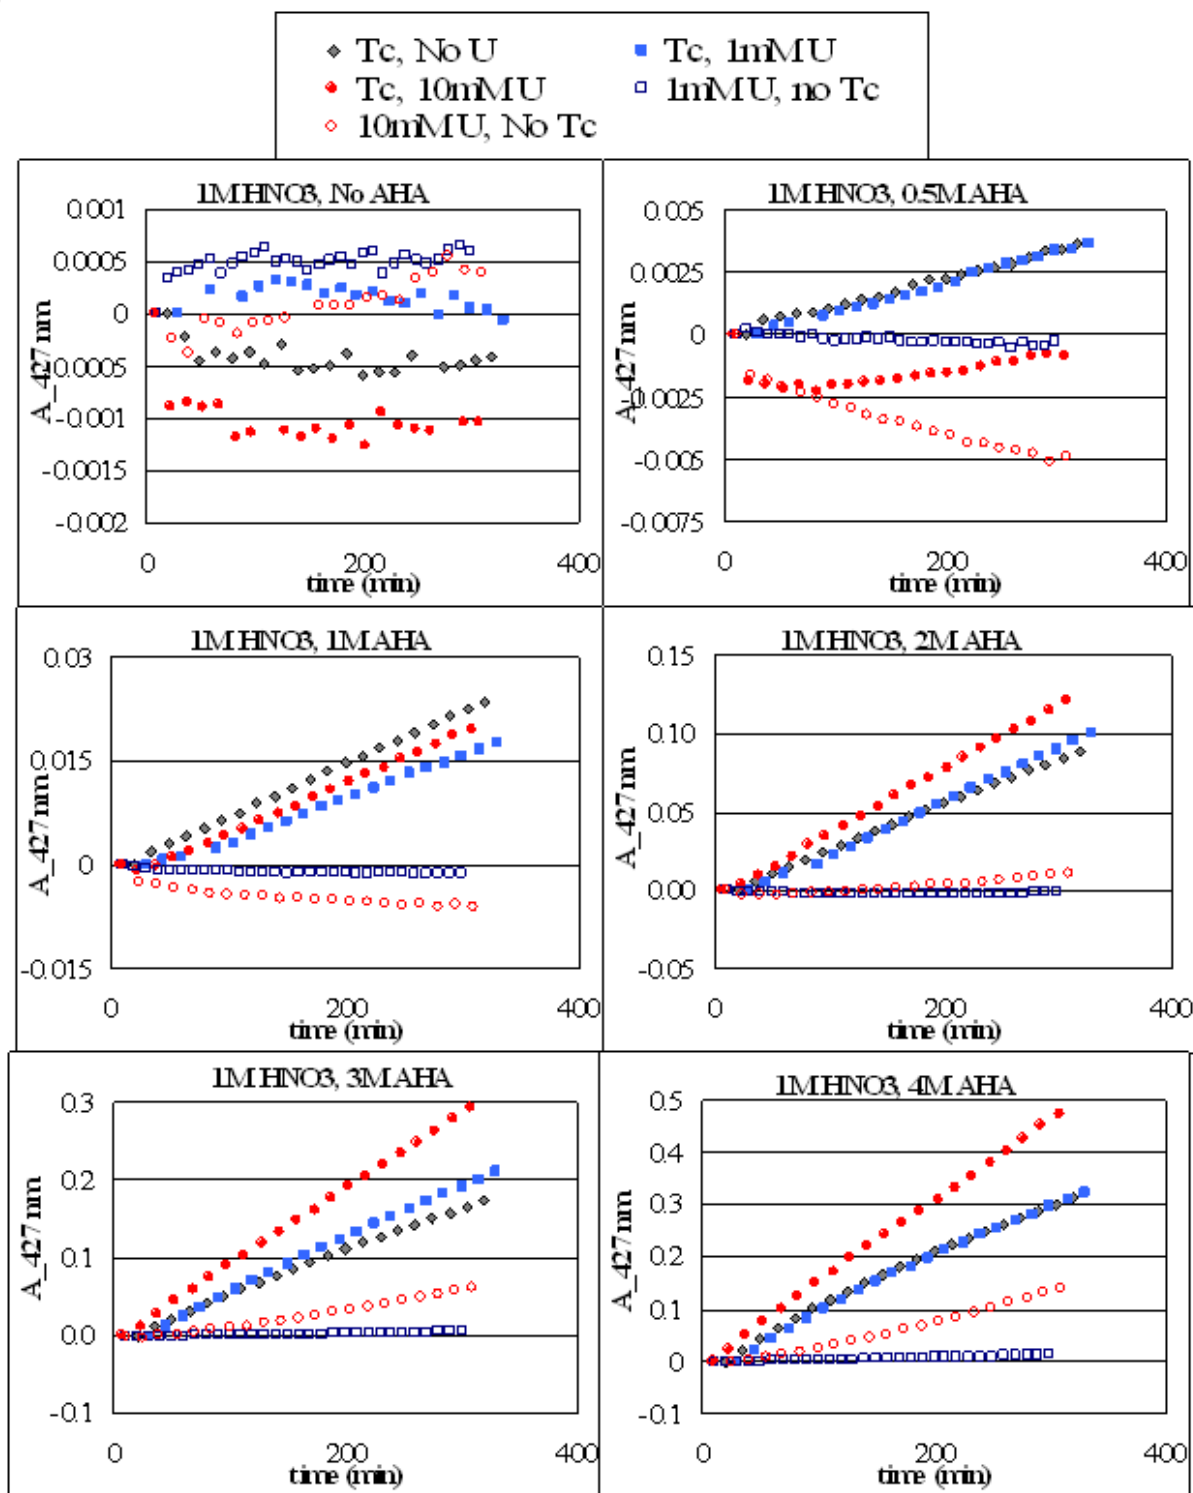 Tc, No U
Tc, 1mM U
Tc, 10mM U
1mM U, no Tc
10mM U, No Tc
1M HNO3, No AHA
0.001
0.0005
0
-0.0005
-0.001
-0.0015
-0.002
A_427 nm
0
200
400
time (min)
1M HNO3, 0.5M AHA
0.005
0.0025
0
-0.0025
-0.005
-0.0075
A_427 nm
0
200
400
time (min)
1M HNO3, 1M AHA
0.03
0.015
0
-0.015
A_427 nm
0
200
400
time (min)
1M HNO3, 2M AHA
0.15
0.10
0.05
0.00
-0.05
A_427 nm
0
200
400
time (min)
1M HNO3, 3M AHA
0.3
0.2
0.1
0.0
-0.1
A_427 nm
0
200
400
time (min)
1M HNO3, 4M AHA
0.5
0.4
0.3
0.2
0.1
0
-0.1
A_427 nm
0
200
400
time (min)